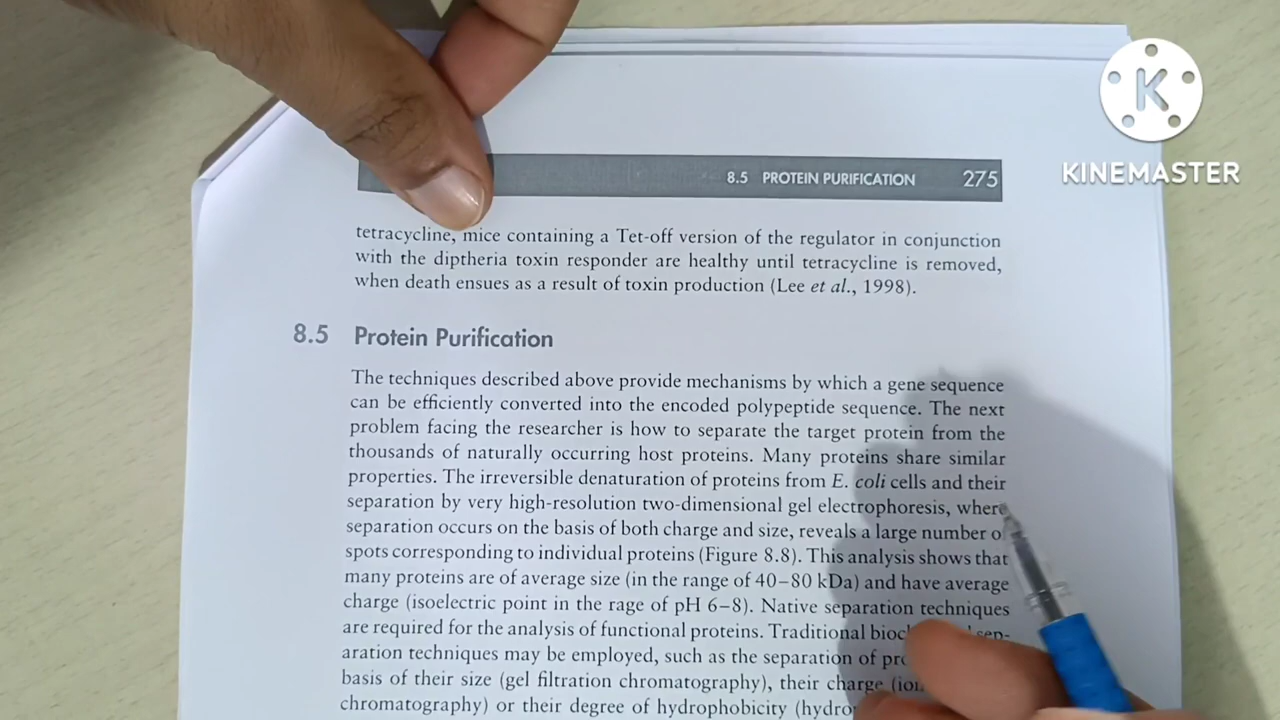 K
KINEMASTER
8.5 PROTEIN PURIFICATION 275
tetracycline, mice containing a Tet-off version of the regulator in conjunction
with the diptheria toxin responder are healthy until tetracycline is removed,
when death ensues as a result of toxin production (Lee et al., 1998).
8.5 Protein Purification
The techniques described above provide mechanisms by which a gene sequence
can be efficiently converted into the encoded polypeptide sequence. The next
problem facing the researcher is how to separate the target protein from the
thousands of naturally occurring host proteins. Many proteins share similar
properties. The irreversible denaturation of proteins from E. coli cells and their
separation by very high-resolution two-dimensional gel electrophoresis, where
separation occurs on the basis of both charge and size, reveals a large number
spots corresponding to individual proteins (Figure 8.8). This analysis shows that
many proteins are of average size (in the range of 40–80 kDa) and have average
charge (isoelectric point in the rage of pH 6–8). Native separation techniques
are required for the analysis of functional proteins. Traditional sep-
aration techniques may be employed, such as the separation of
basis of their size (gel filtration chromatography), their charge
chromatography) or their degree of hydrophobicity